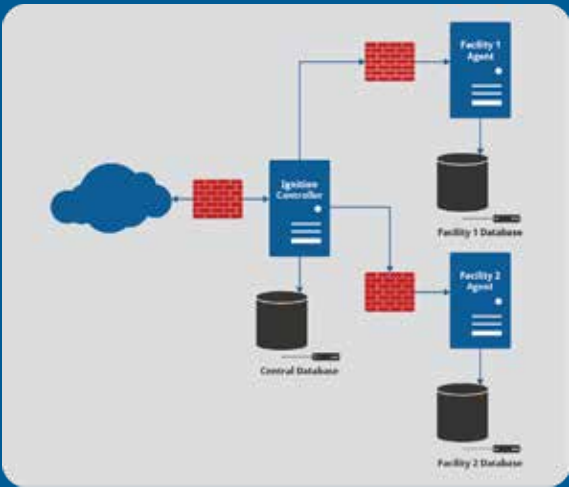 Facility 1
Agent
Ignition
Controller
Facility 1 Database
Facility 2
Agent
Central Database
Facility 2 Database